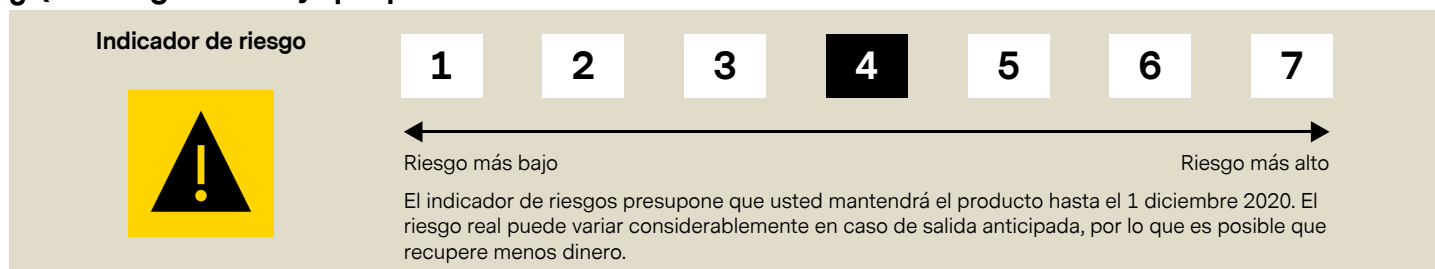 Indicador de riesgo
1 2 3 4 5 6 7
Riesgo más bajo Riesgo más alto
El indicador de riesgos presupone que usted mantendrá el producto hasta el 1 diciembre 2020. El
riesgo real puede variar considerablemente en caso de salida anticipada, por lo que es posible que
recupere menos dinero.